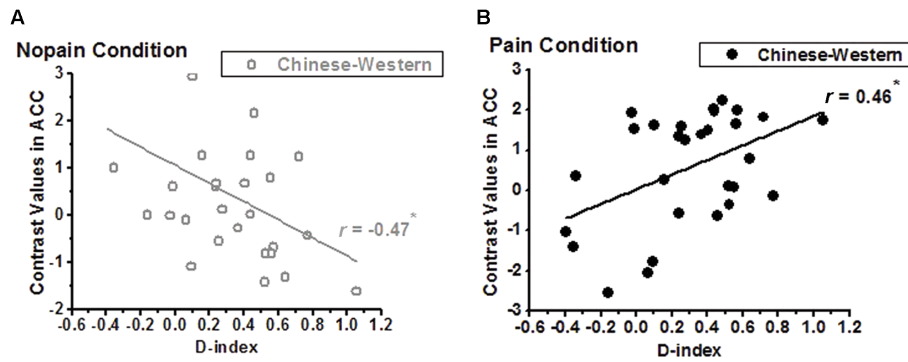 A
Nopain Condition
Chinese-Western
Contrast Values in ACC
3
2
1
0
-1
-2
r = -0.47*
-0.6 -0.4 -0.2 0.0 0.2 0.4 0.6 0.8 1.0 1.2
D-index
B
Pain Condition
Chinese-Western
Contrast Values in ACC
3
2
1
0
-1
-2
-3
r = 0.46*
-0.6 -0.4 -0.2 0.0 0.2 0.4 0.6 0.8 1.0 1.2
D-index